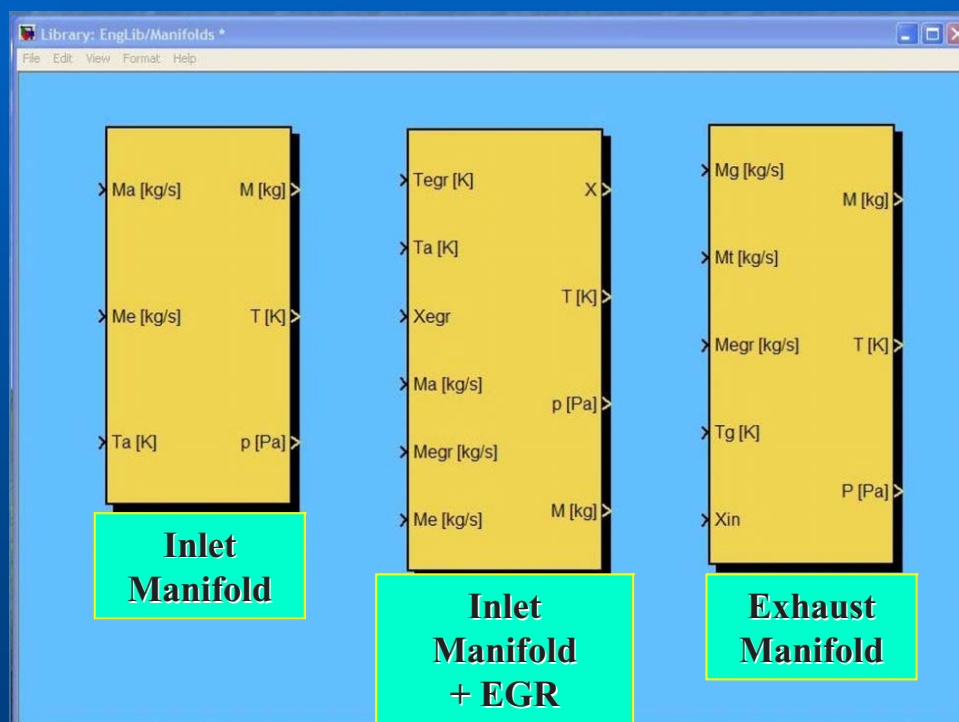 Library: EngLib/Manifolds *
File Edit View Format Help
Ma [kg/s]
Me [kg/s]
Ta [K]
M [kg]
T [K]
p [Pa]
Inlet
Manifold
Tegr [K]
Ta [K]
Xegr
Ma [kg/s]
Megr [kg/s]
Me [kg/s]
X
T [K]
p [Pa]
M [kg]
Inlet
Manifold
+ EGR
Mg [kg/s]
Mt [kg/s]
Megr [kg/s]
Tg [K]
Xin
M [kg]
T [K]
P [Pa]
Exhaust
Manifold